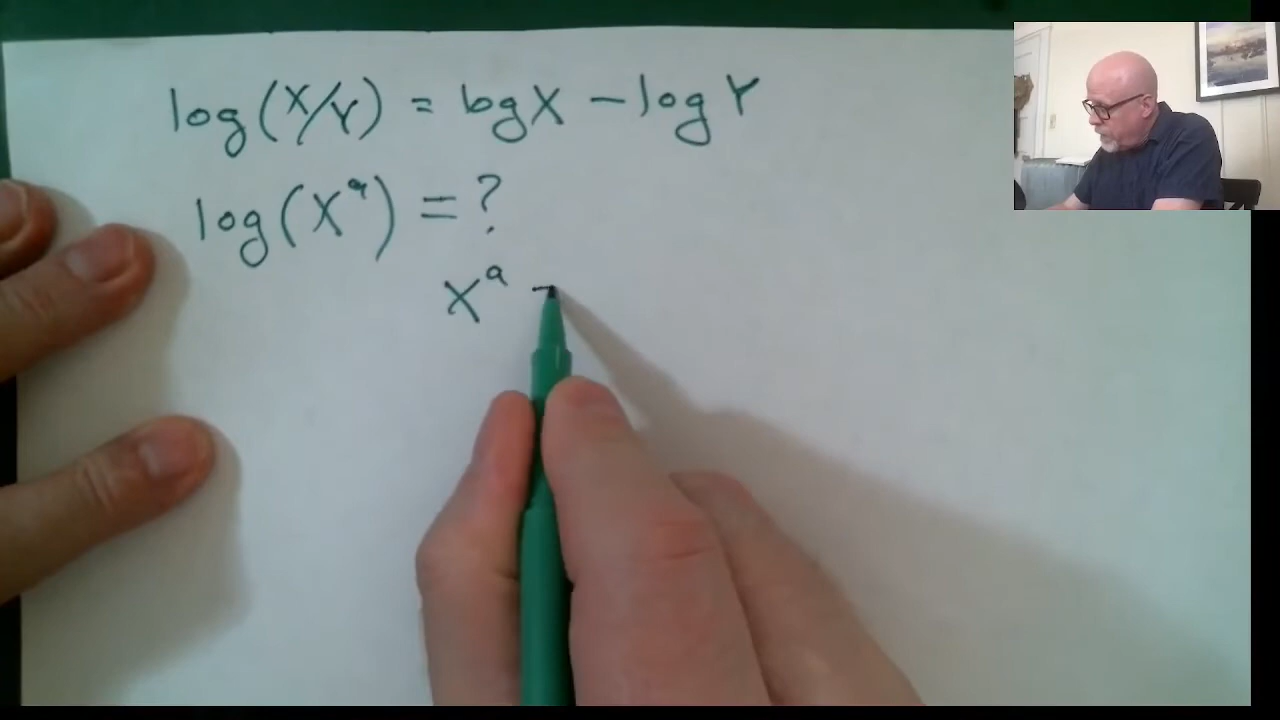 log(X/Y) = log X - log Y
log(X^a) = ?
X^a -